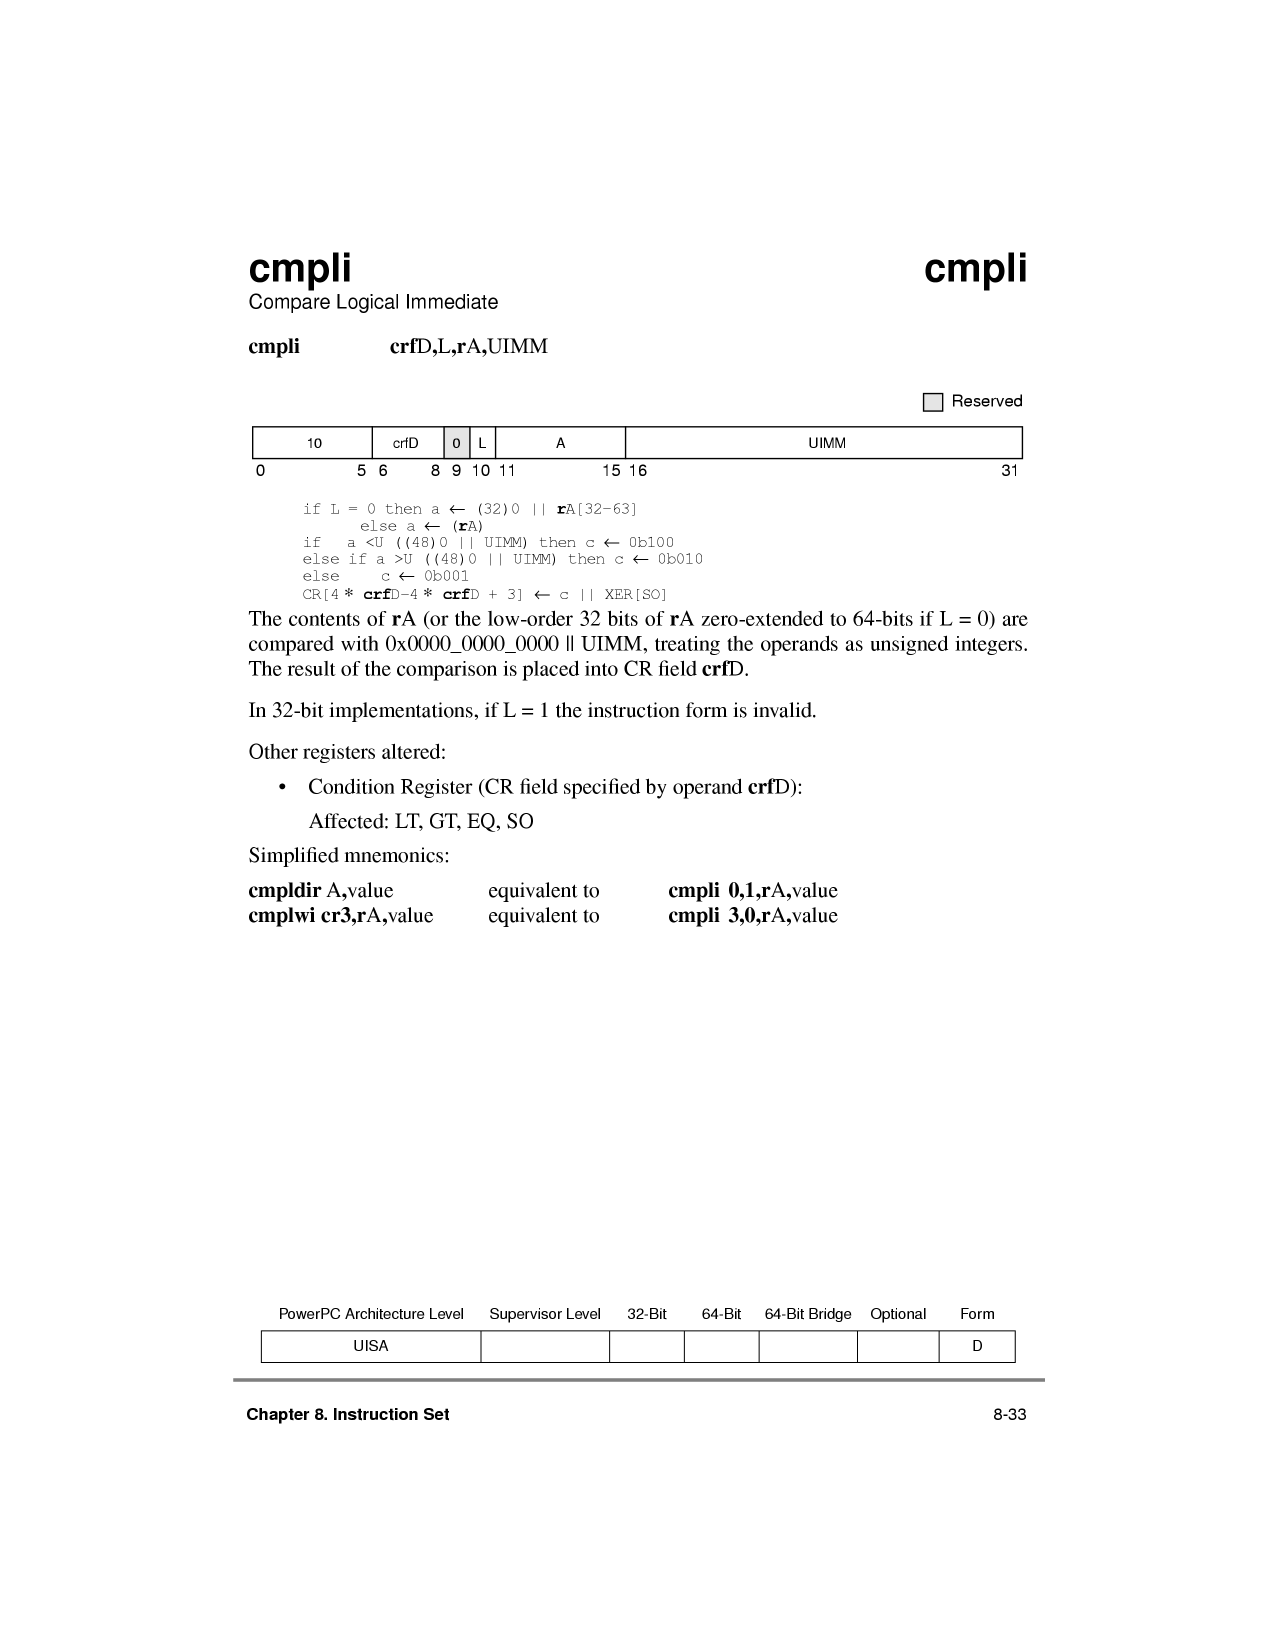 cmpli cmpli
Compare Logical Immediate
cmpli crfD,L,rA,UIMM
Reserved
10 crfD 0 L A UIMM
0 5 6 8 9 10 11 15 16 31
if L = 0 then a ← (32)0 || rA[32–63]
else a ← (rA)
if a <U ((48)0 || UIMM) then c ← 0b100
else if a >U ((48)0 || UIMM) then c ← 0b010
else c ← 0b001
CR[4 * crfD–4 * crfD + 3] ← c || XER[SO]
The contents of rA (or the low-order 32 bits of rA zero-extended to 64-bits if L = 0) are
compared with 0x0000_0000_0000 || UIMM, treating the operands as unsigned integers.
The result of the comparison is placed into CR field crfD.
In 32-bit implementations, if L = 1 the instruction form is invalid.
Other registers altered:
• Condition Register (CR field specified by operand crfD):
Affected: LT, GT, EQ, SO
Simplified mnemonics:
cmpldir A,value equivalent to cmpli 0,1,rA,value
cmplwi cr3,rA,value equivalent to cmpli 3,0,rA,value
PowerPC Architecture Level Supervisor Level 32-Bit 64-Bit 64-Bit Bridge Optional Form
UISA D
Chapter 8. Instruction Set 8-33